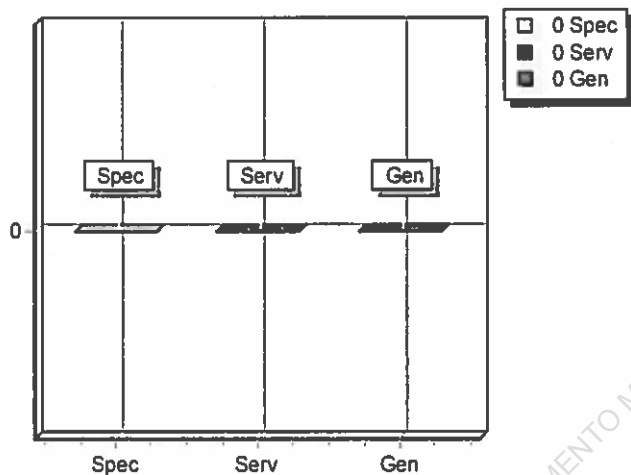 0 Spec
0 Serv
0 Gen
Spec Serv Gen
0
Spec Serv Gen